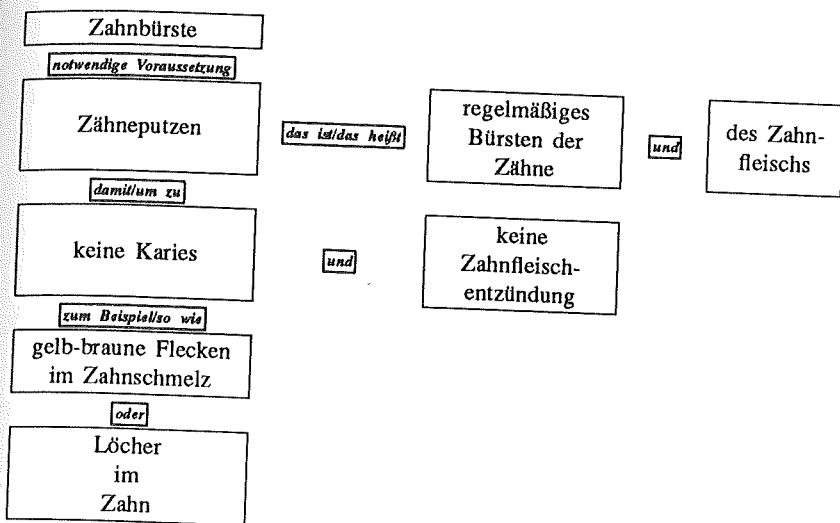 Zahnbürste
notwendige Voraussetzung
Zähneputzen
das ist/das heißt
regelmäßiges
Bürsten der
Zähne
und
des Zahn-
fleischs
damit/um zu
keine Karies
und
keine
Zahnfleisch-
entzündung
zum Beispiel/so wie
gelb-braune Flecken
im Zahnschmelz
oder
Löcher
im
Zahn